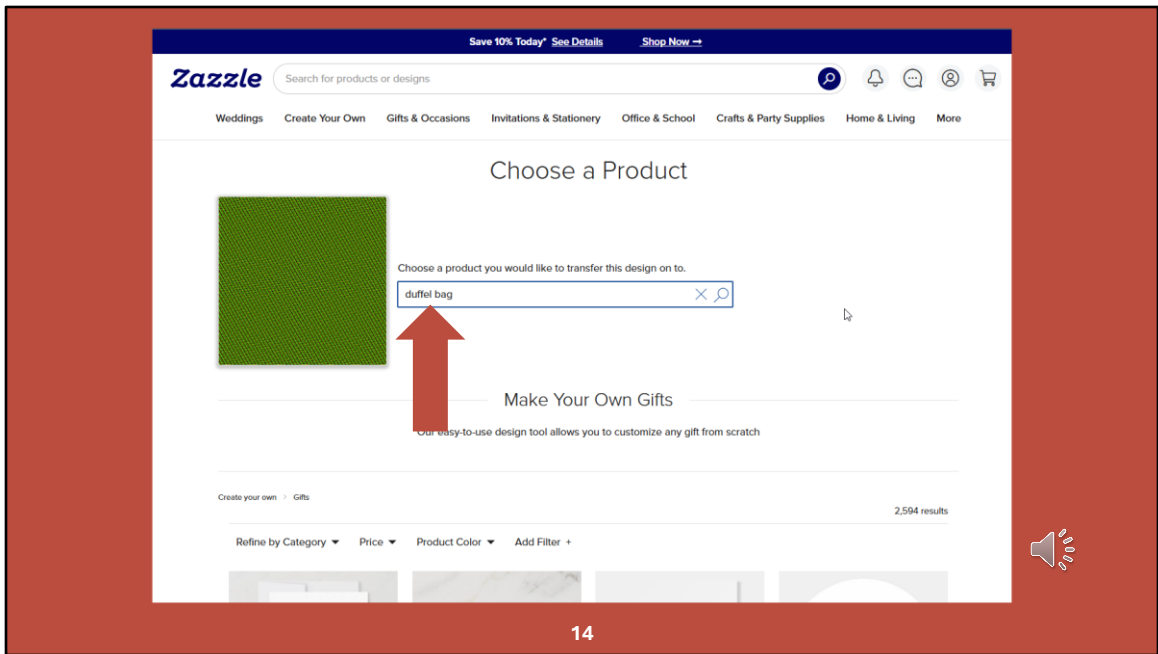 Save 10% Today* See Details Shop Now →
Zazzle Search for products or designs
Weddings Create Your Own Gifts & Occasions Invitations & Stationery Office & School Crafts & Party Supplies Home & Living More
Choose a Product
Choose a product you would like to transfer this design on to.
duffel bag
Make Your Own Gifts
Our easy-to-use design tool allows you to customize any gift from scratch
Create your own > Gifts
2,594 results
Refine by Category Price Product Color Add Filter +
14